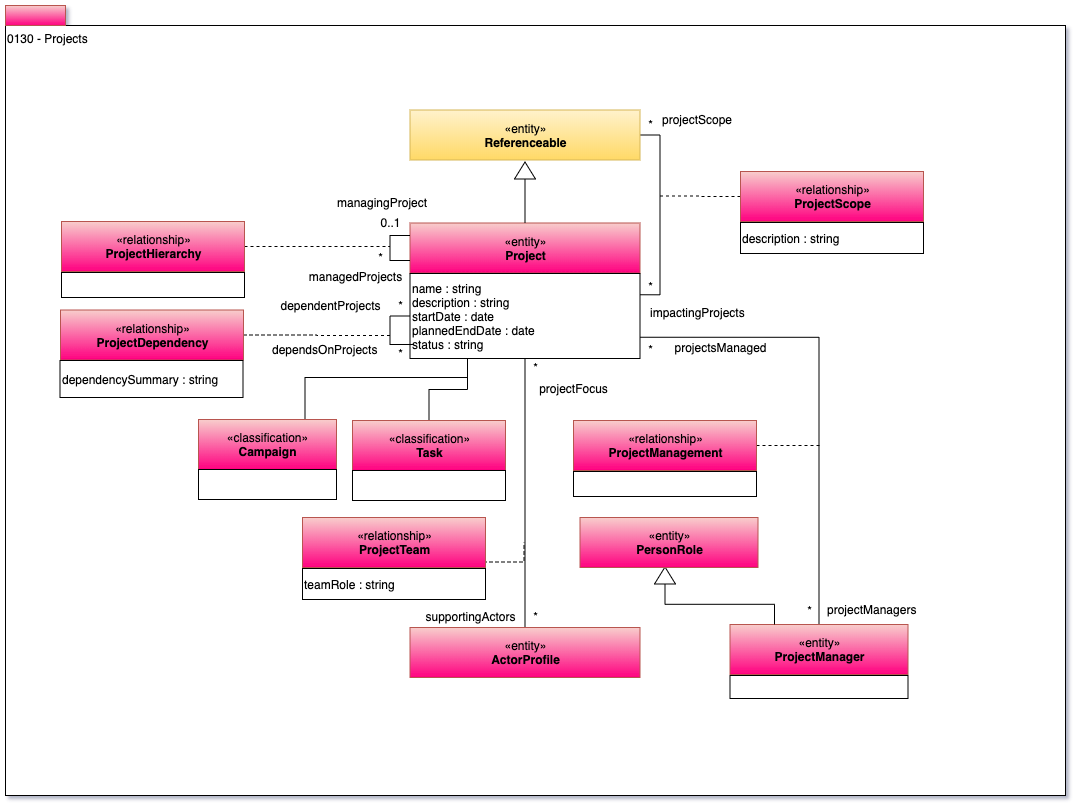 0130 - Projects
«entity»
Referenceable
* projectScope
«relationship»
ProjectScope
description : string
managingProject
0..1
*
managedProjects
«relationship»
ProjectHierarchy
«entity»
Project
name : string
description : string
startDate : date
plannedEndDate : date
status : string
*
impactingProjects
dependentProjects *
dependsOnProjects *
«relationship»
ProjectDependency
dependencySummary : string
* projectsManaged
*
projectFocus
«classification»
Campaign
«classification»
Task
«relationship»
ProjectManagement
«relationship»
ProjectTeam
teamRole : string
«entity»
PersonRole
supportingActors *
* projectManagers
«entity»
ActorProfile
«entity»
ProjectManager